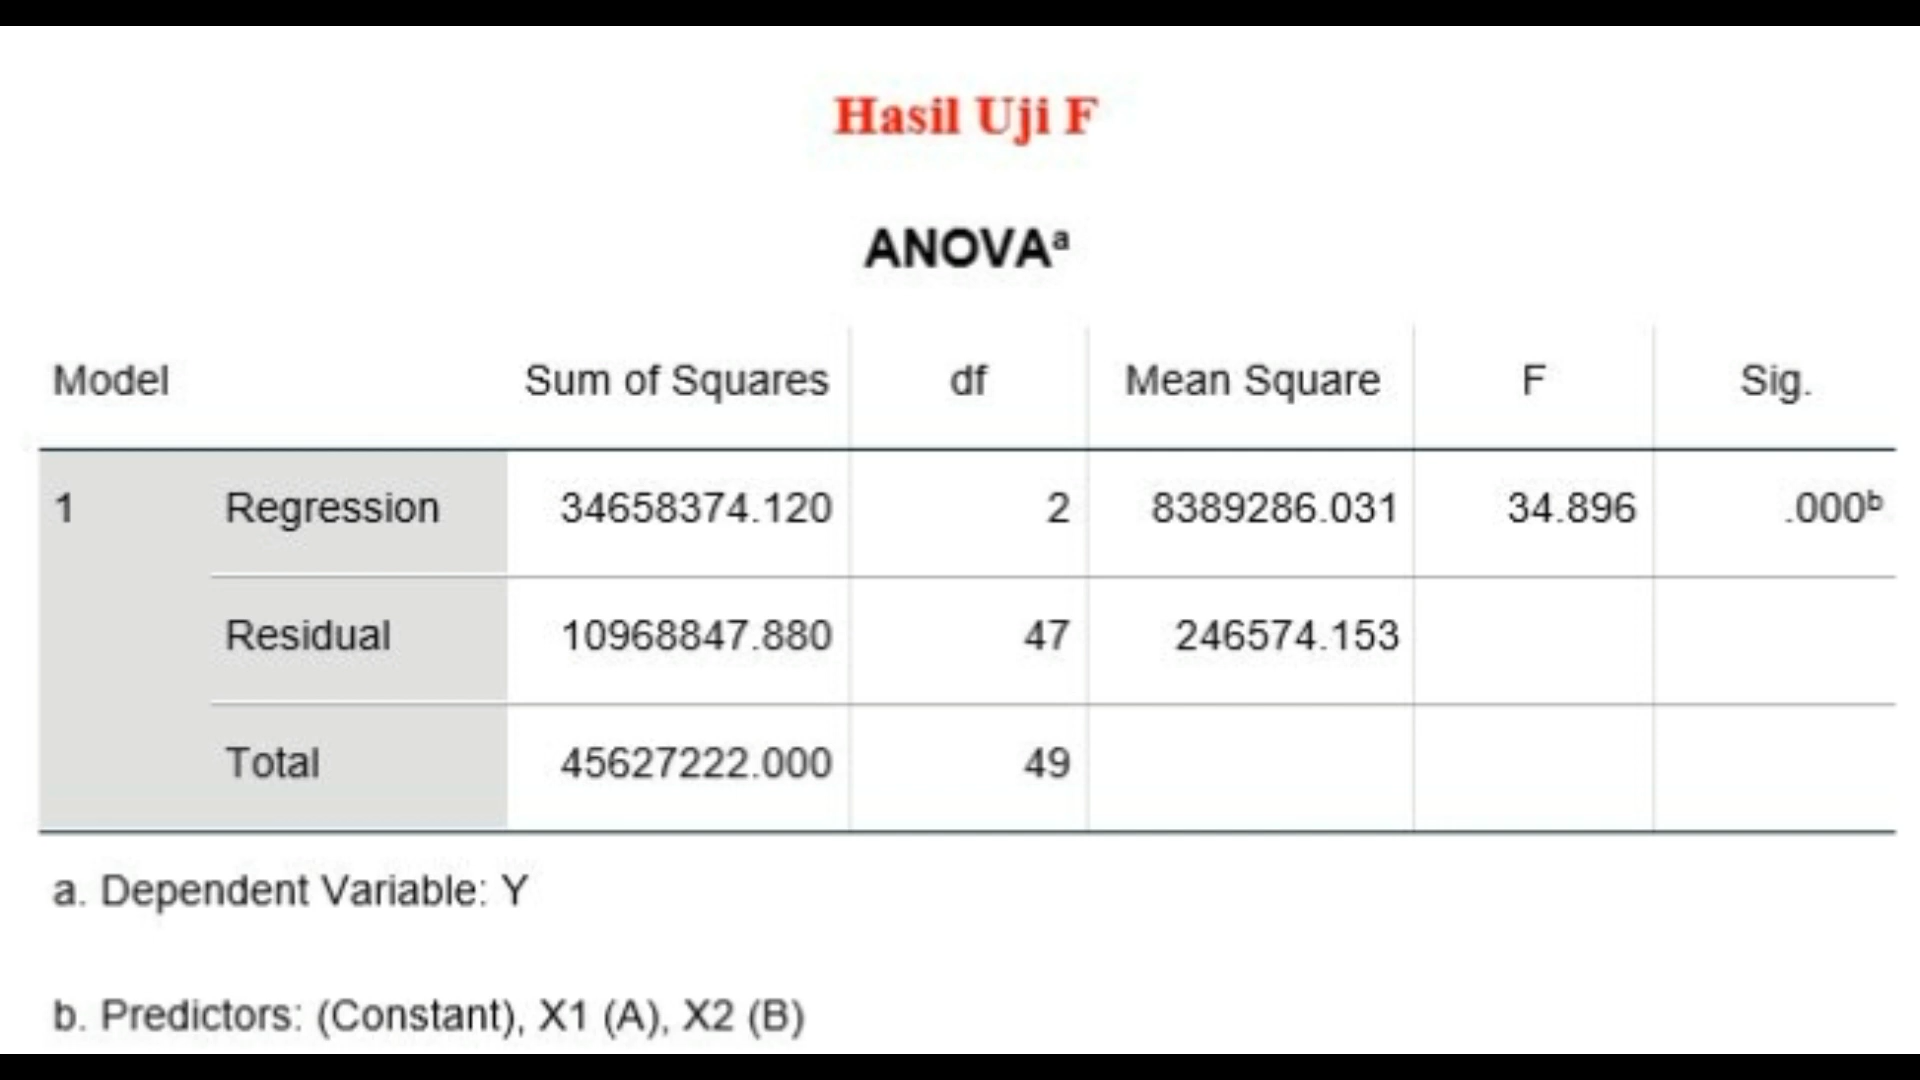 Hasil Uji F
ANOVAᵃ
Model Sum of Squares df Mean Square F Sig.
1 Regression 34658374.120 2 8389286.031 34.896 .000ᵇ
Residual 10968847.880 47 246574.153
Total 45627222.000 49
a. Dependent Variable: Y
b. Predictors: (Constant), X1 (A), X2 (B)